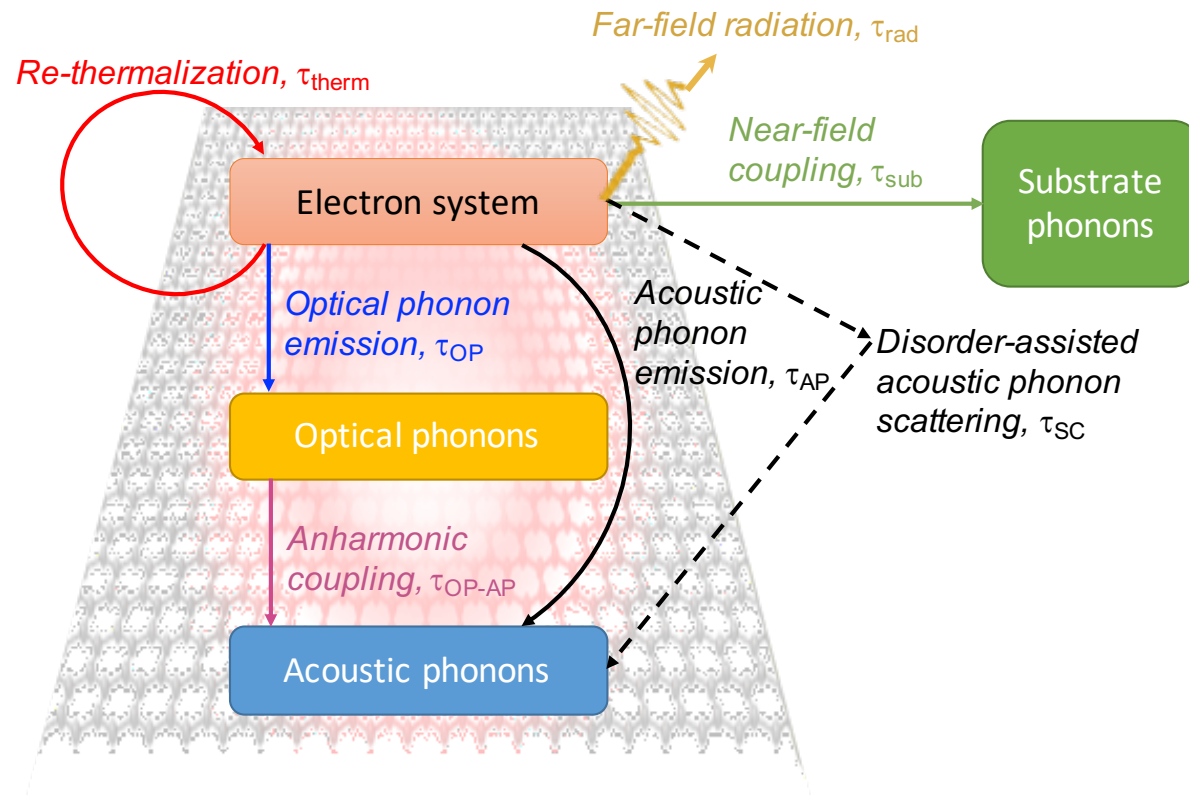 Far-field radiation, τrad
Re-thermalization, τtherm
Near-field
coupling, τsub
Substrate
phonons
Electron system
Optical phonon
emission, τOP
Acoustic
phonon
emission, τAP
Disorder-assisted
acoustic phonon
scattering, τSC
Optical phonons
Anharmonic
coupling, τOP-AP
Acoustic phonons